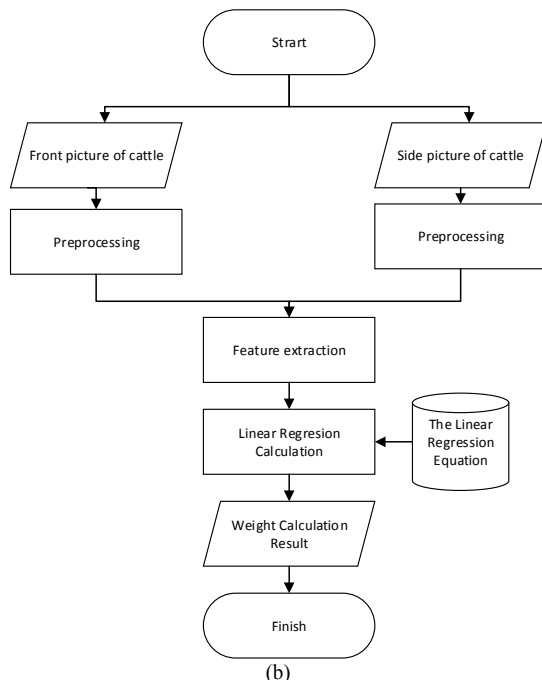 Strart
Front picture of cattle
Side picture of cattle
Preprocessing
Preprocessing
Feature extraction
Linear Regresion
Calculation
The Linear
Regression
Equation
Weight Calculation
Result
Finish
(b)